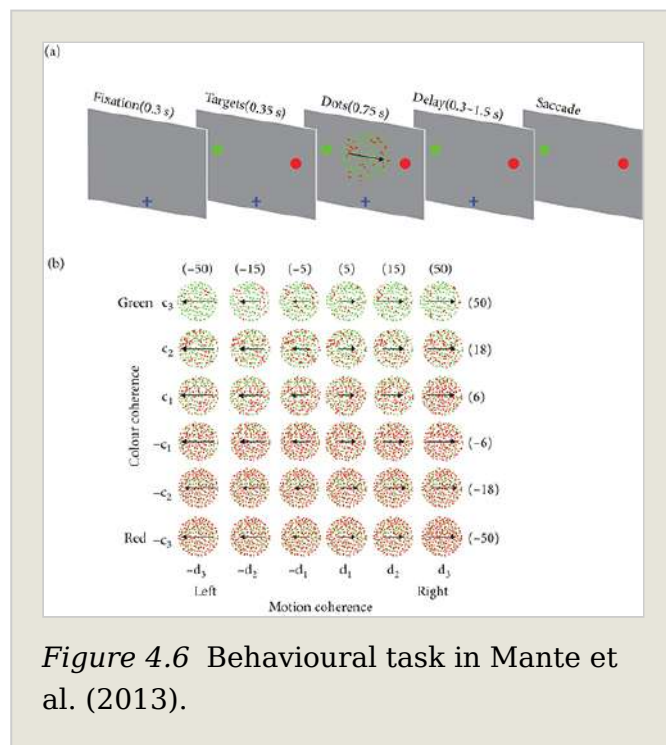 (a)
Fixation(0.3 s) Targets(0.35 s) Dots(0.75 s) Delay(0.3–1.5 s) Saccade
(b)
(−50) (−15) (−5) (5) (15) (50)
Green c3 (50)
c2 (18)
c1 (6)
Colour coherence
−c1 (−6)
−c2 (−18)
Red −c3 (−50)
−d3 −d2 −d1 d1 d2 d3
Left Right
Motion coherence
Figure 4.6 Behavioural task in Mante et
al. (2013).